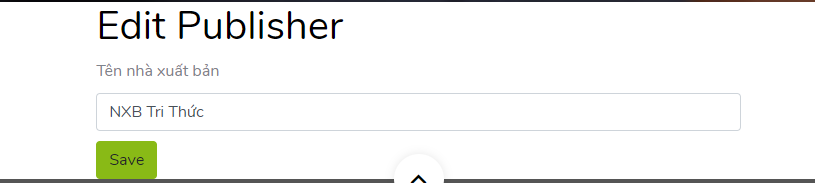 Edit Publisher
Tên nhà xuất bản
NXB Tri Thức
Save